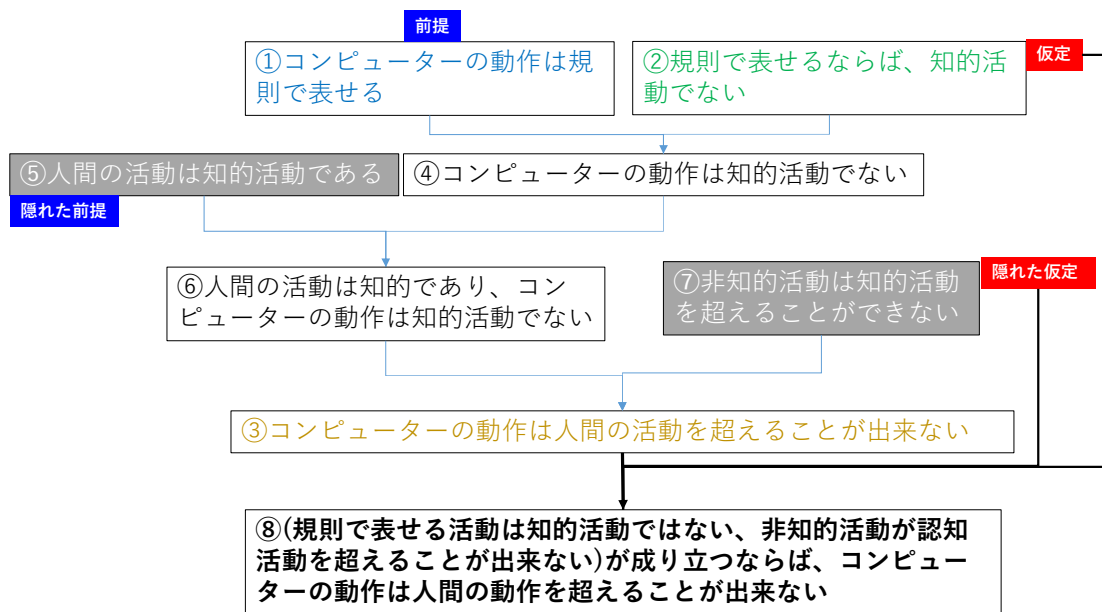 前提
①コンピューターの動作は規
則で表せる
②規則で表せるならば、知的活
動でない
仮定
⑤人間の活動は知的活動である
④コンピューターの動作は知的活動でない
隠れた前提
⑥人間の活動は知的であり、コン
ピューターの動作は知的活動でない
⑦非知的活動は知的活動
を超えることができない
隠れた仮定
③コンピューターの動作は人間の活動を超えることが出来ない
⑧(規則で表せる活動は知的活動ではない、非知的活動が認知
活動を超えることが出来ない)が成り立つならば、コンピュー
ターの動作は人間の動作を超えることが出来ない